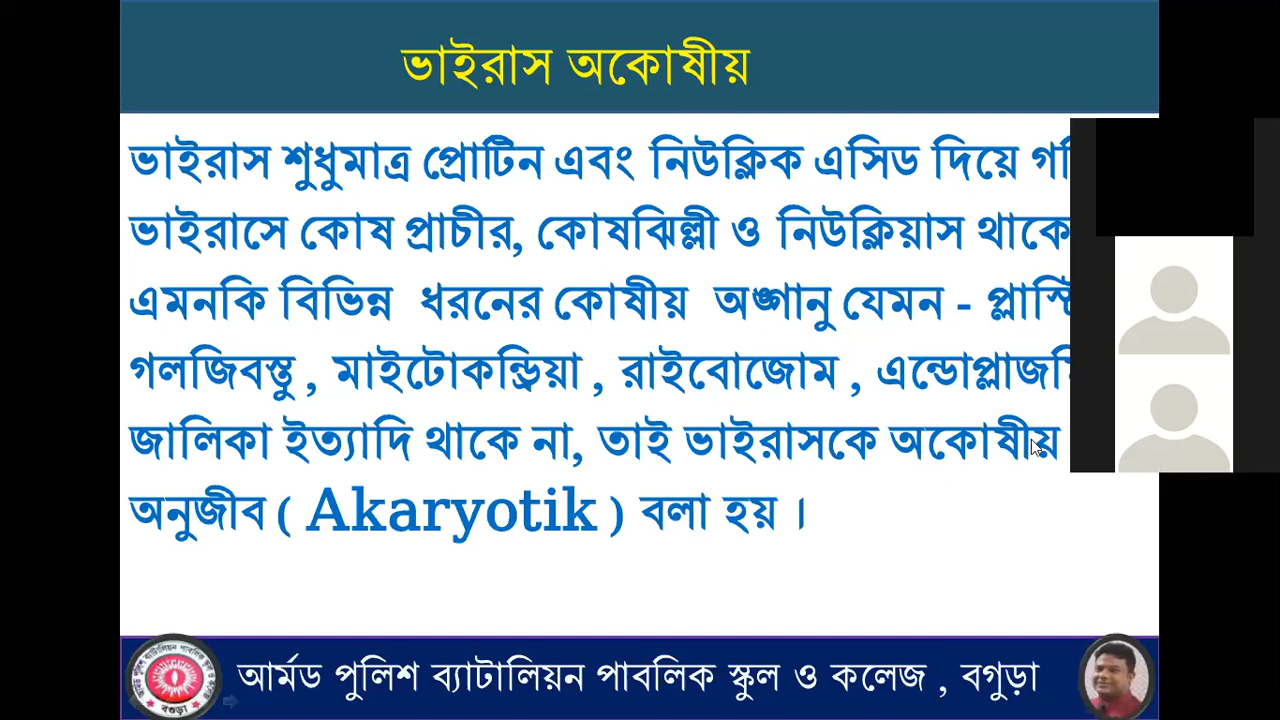 ভাইরাস অকোষীয়
ভাইরাস শুধুমাত্র প্রোটিন এবং নিউক্লিক এসিড দিয়ে
ভাইরাসে কোষ প্রাচীর, কোষঝিল্লী ও নিউক্লিয়াস থাকে
এমনকি বিভিন্ন ধরনের কোষীয় অঙ্গানু যেমন -
গলজিবস্তু , মাইটোকন্ড্রিয়া , রাইবোজোম ,
জালিকা ইত্যাদি থাকে না, তাই ভাইরাসকে অকোষীয়
অনুজীব ( Akaryotik ) বলা হয় ।
আর্মড পুলিশ ব্যাটালিয়ন পাবলিক স্কুল ও কলেজ , বগুড়া